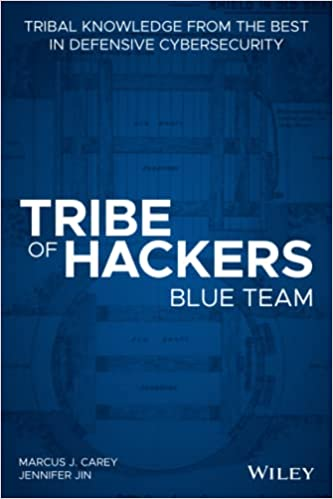 TRIBAL KNOWLEDGE FROM THE BEST
IN DEFENSIVE CYBERSECURITY
TRIBE
OF HACKERS
BLUE TEAM
MARCUS J. CAREY
JENNIFER JIN
WILEY